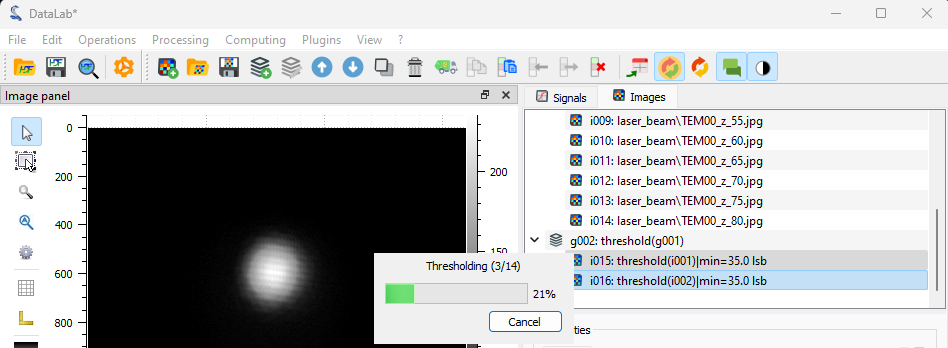 DataLab*
File Edit Operations Processing Computing Plugins View ?
Image panel
Signals Images
0
200
400
600
800
200
150
i009: laser_beam\TEM00_z_55.jpg
i010: laser_beam\TEM00_z_60.jpg
i011: laser_beam\TEM00_z_65.jpg
i012: laser_beam\TEM00_z_70.jpg
i013: laser_beam\TEM00_z_75.jpg
i014: laser_beam\TEM00_z_80.jpg
g002: threshold(g001)
i015: threshold(i001)|min=35.0 lsb
i016: threshold(i002)|min=35.0 lsb
Thresholding (3/14)
21%
Cancel